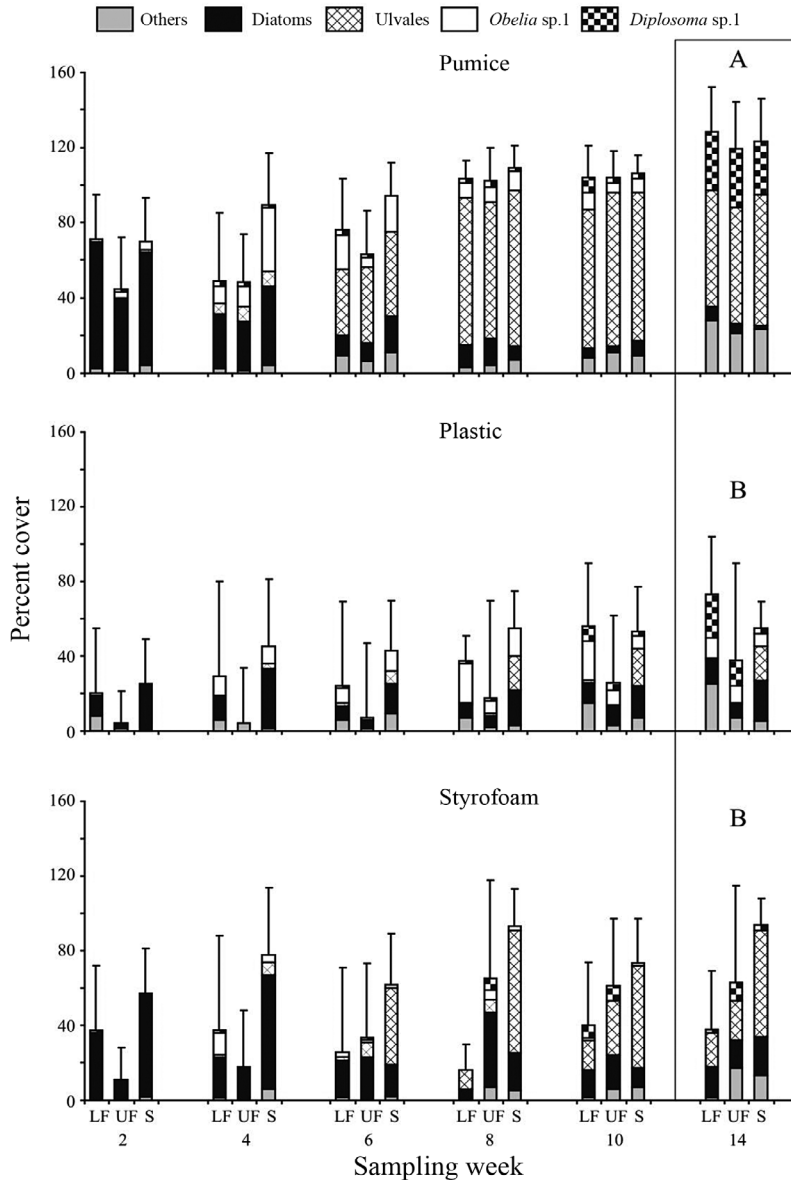 Others Diatoms Ulvales Obelia sp.1 Diplosoma sp.1
Pumice
A
160
120
80
40
0
Plastic
B
160
120
80
40
0
Percent cover
Styrofoam
B
160
120
80
40
0
LF UF S LF UF S LF UF S LF UF S LF UF S LF UF S
2 4 6 8 10 14
Sampling week